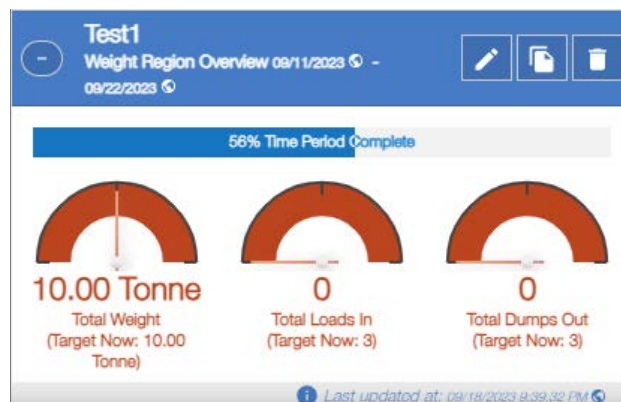 Test1
Weight Region Overview 09/11/2023 -
09/22/2023
56% Time Period Complete
10.00 Tonne
Total Weight
(Target Now: 10.00
Tonne)
0
Total Loads In
(Target Now: 3)
0
Total Dumps Out
(Target Now: 3)
Last updated at: 09/18/2023 9:39:32 PM